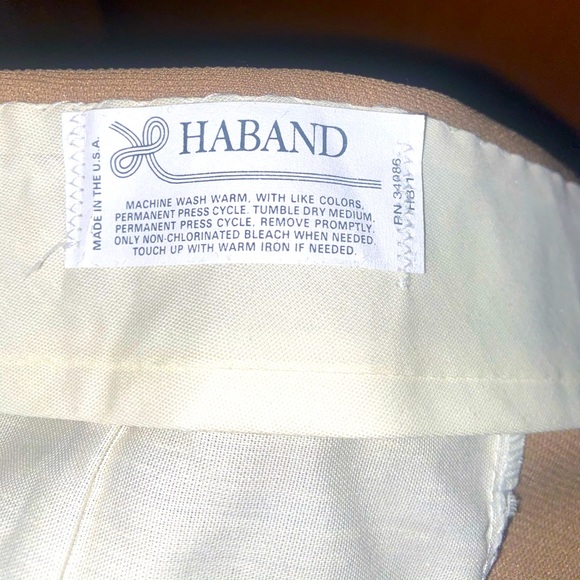 HABAND
MADE IN THE U.S.A.
MACHINE WASH WARM, WITH LIKE COLORS,
PERMANENT PRESS CYCLE. TUMBLE DRY MEDIUM,
PERMANENT PRESS CYCLE. REMOVE PROMPTLY.
ONLY NON-CHLORINATED BLEACH WHEN NEEDED.
TOUCH UP WITH WARM IRON IF NEEDED.
RN 34986